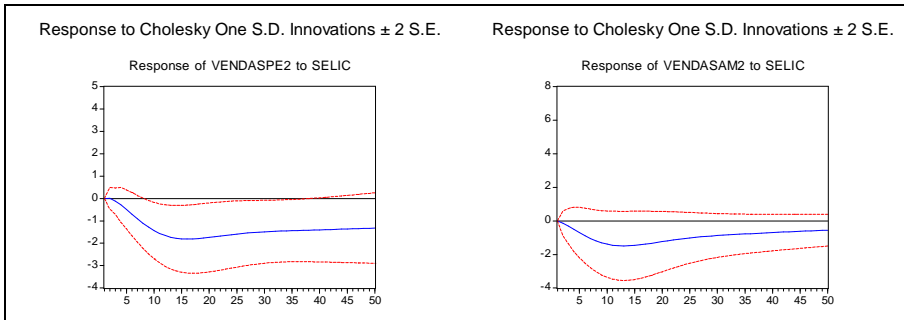 Response to Cholesky One S.D. Innovations ± 2 S.E.
Response of VENDASPE2 to SELIC
5
4
3
2
1
0
-1
-2
-3
-4
5 10 15 20 25 30 35 40 45 50
Response to Cholesky One S.D. Innovations ± 2 S.E.
Response of VENDASAM2 to SELIC
8
6
4
2
0
-2
-4
5 10 15 20 25 30 35 40 45 50